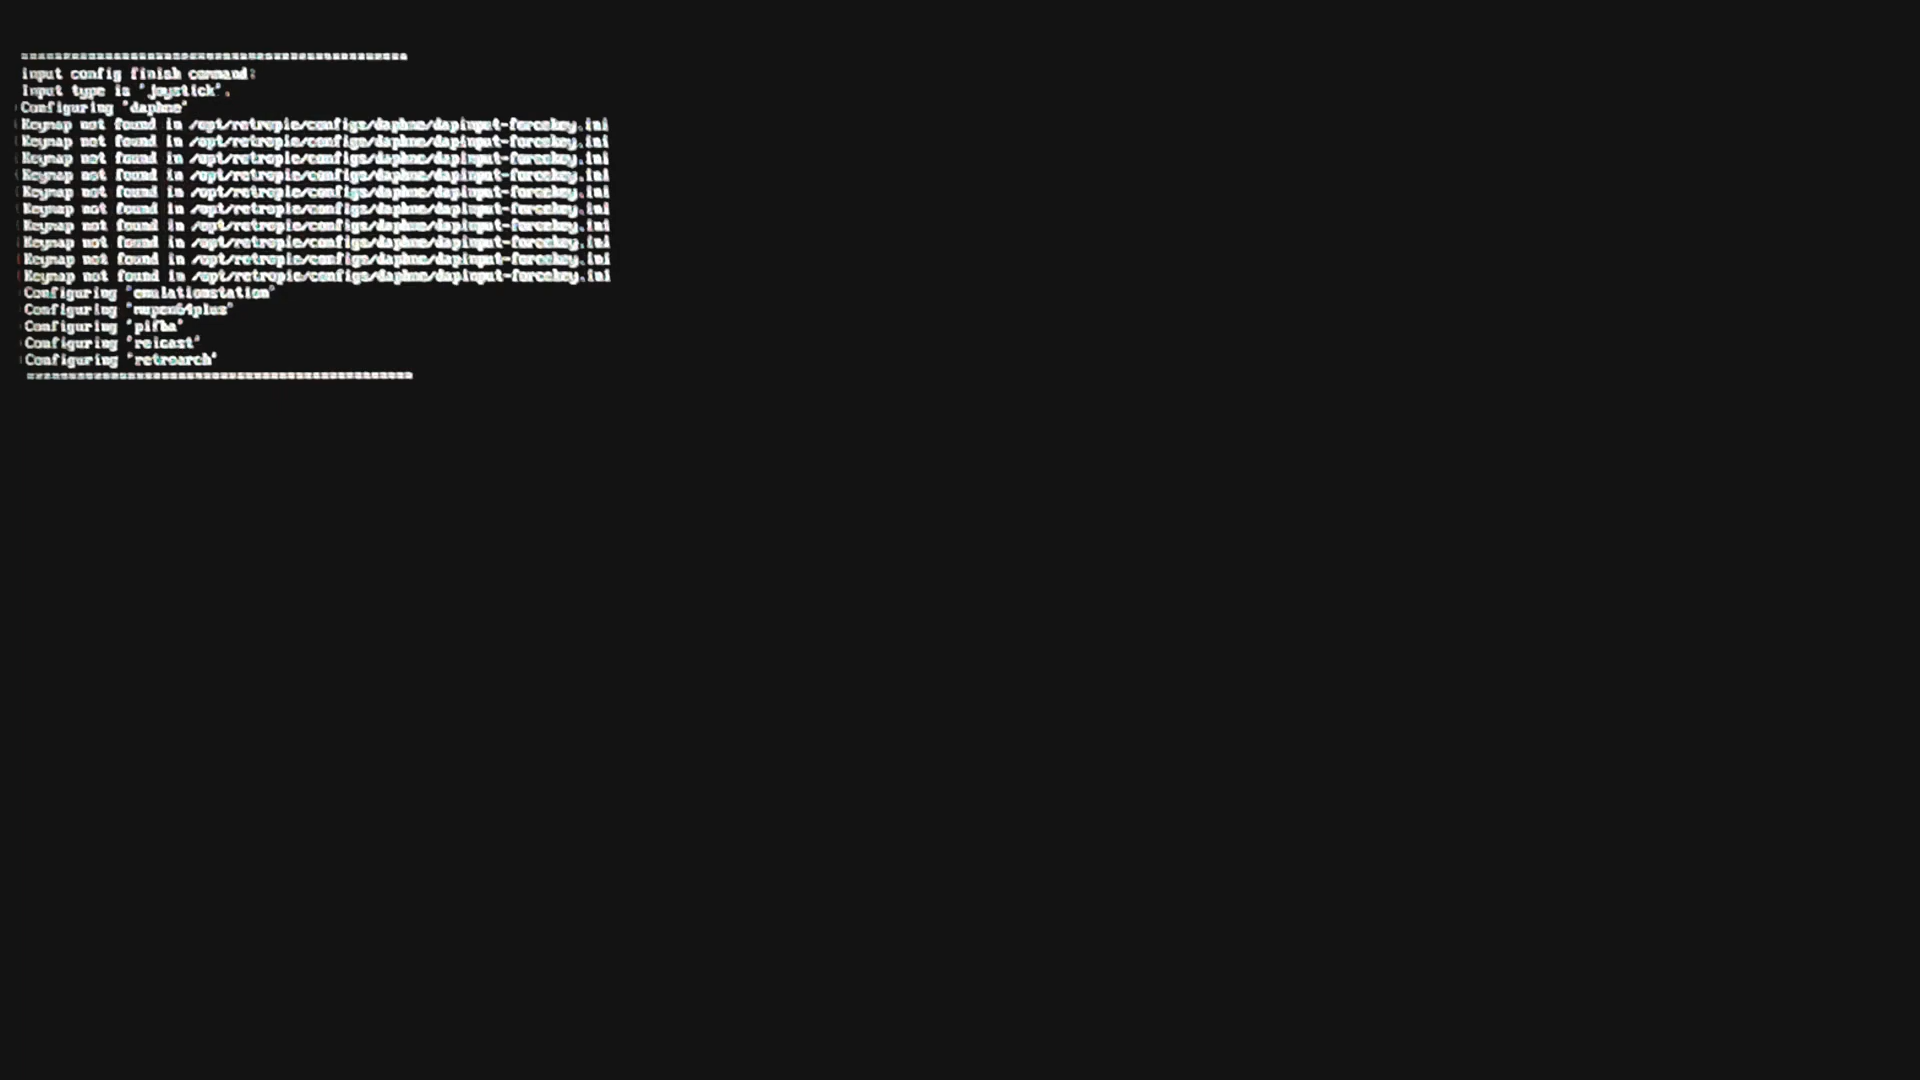 ==============================================
Input config finish command:
Input type is 'joystick'.
Configuring 'daphne'
Keymap not found in /opt/retropie/configs/daphne/dapinput-forcekey.ini
Keymap not found in /opt/retropie/configs/daphne/dapinput-forcekey.ini
Keymap not found in /opt/retropie/configs/daphne/dapinput-forcekey.ini
Keymap not found in /opt/retropie/configs/daphne/dapinput-forcekey.ini
Keymap not found in /opt/retropie/configs/daphne/dapinput-forcekey.ini
Keymap not found in /opt/retropie/configs/daphne/dapinput-forcekey.ini
Keymap not found in /opt/retropie/configs/daphne/dapinput-forcekey.ini
Keymap not found in /opt/retropie/configs/daphne/dapinput-forcekey.ini
Keymap not found in /opt/retropie/configs/daphne/dapinput-forcekey.ini
Keymap not found in /opt/retropie/configs/daphne/dapinput-forcekey.ini
Configuring 'emulationstation'
Configuring 'mupen64plus'
Configuring 'pifba'
Configuring 'reicast'
Configuring 'retroarch'
==============================================